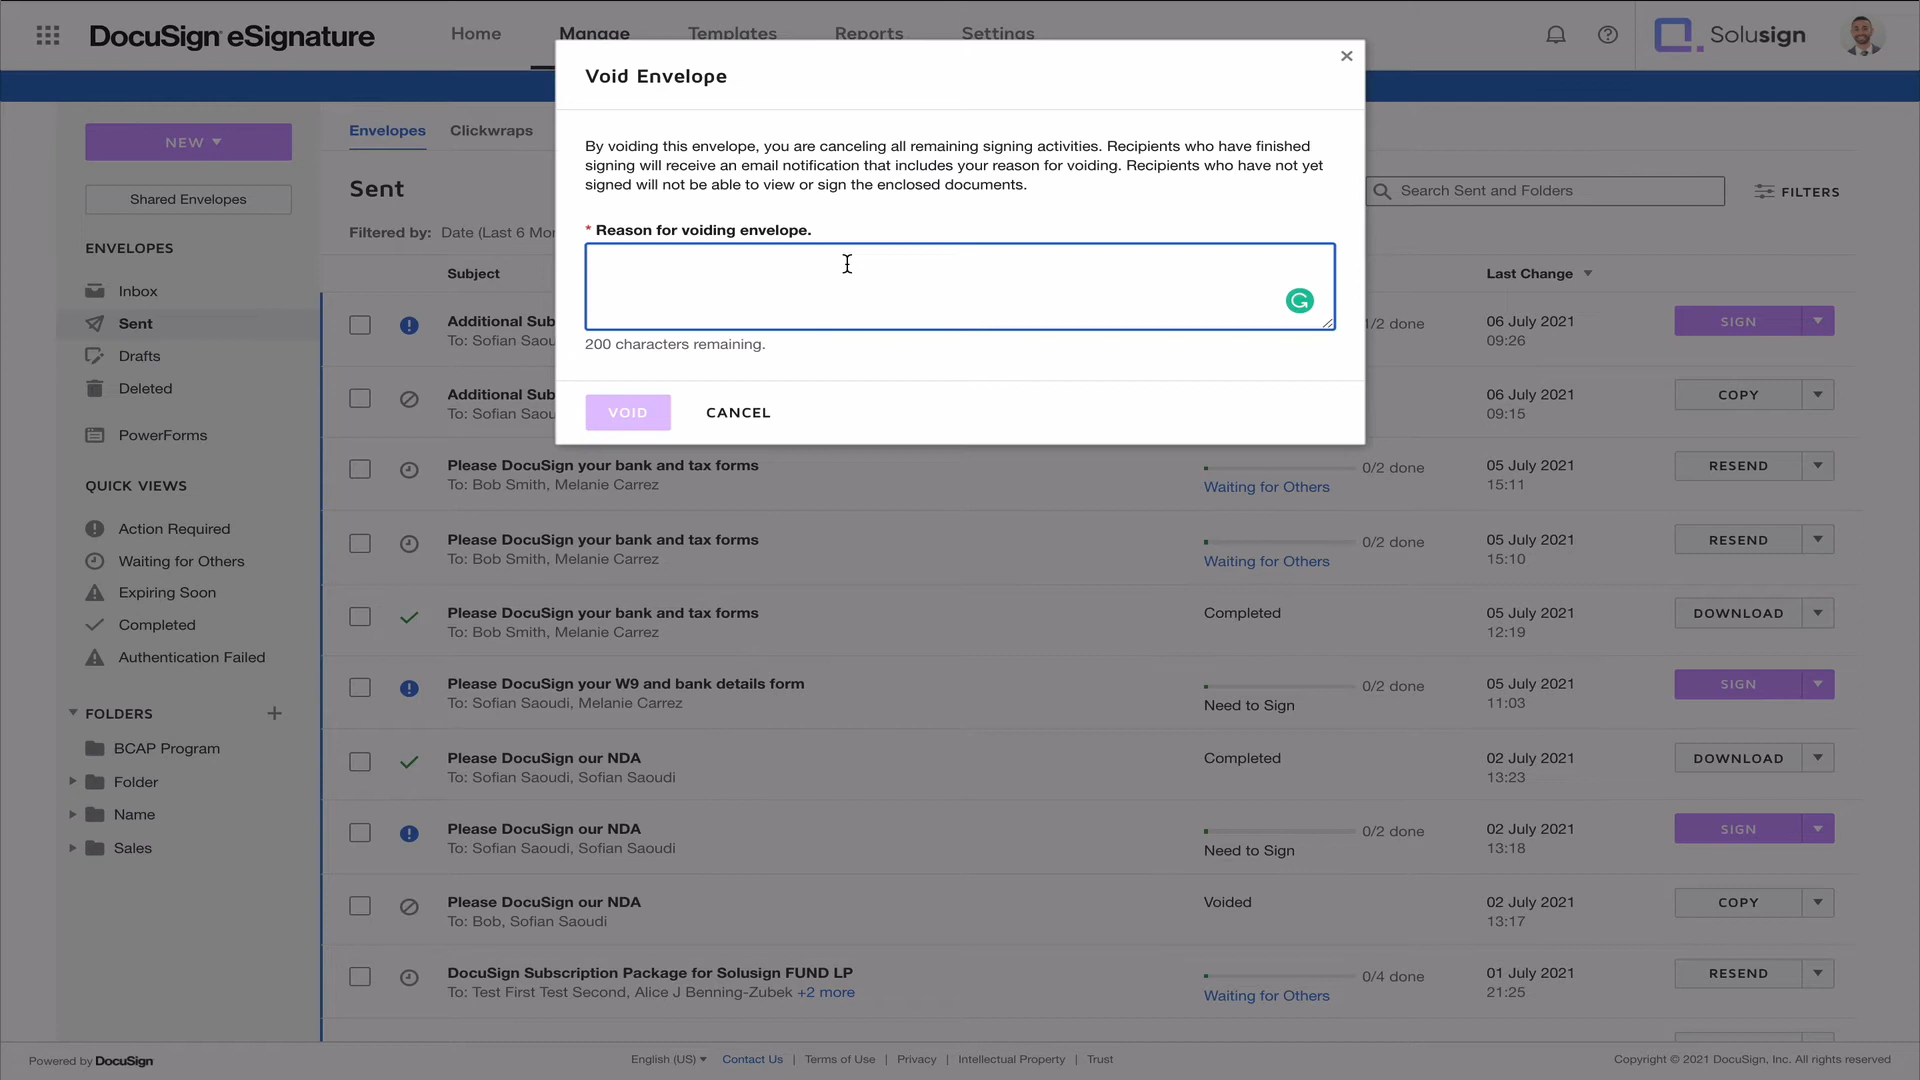 DocuSign eSignature
Home
Manage
Templates
Reports
Settings
Solusign
Void Envelope
By voiding this envelope, you are canceling all remaining signing activities. Recipients who have finished
signing will receive an email notification that includes your reason for voiding. Recipients who have not yet
signed will not be able to view or sign the enclosed documents.
* Reason for voiding envelope.
200 characters remaining.
VOID
CANCEL
NEW
Shared Envelopes
ENVELOPES
Inbox
Sent
Drafts
Deleted
PowerForms
QUICK VIEWS
Action Required
Waiting for Others
Expiring Soon
Completed
Authentication Failed
FOLDERS
BCAP Program
Folder
Name
Sales
Envelopes
Clickwraps
Sent
Search Sent and Folders
FILTERS
Filtered by: Date (Last 6 Mon
Subject
Last Change
Additional Sub
To: Sofian Saou
1/2 done
06 July 2021
09:26
SIGN
Additional Sub
To: Sofian Saou
06 July 2021
09:15
COPY
Please DocuSign your bank and tax forms
To: Bob Smith, Melanie Carrez
0/2 done
Waiting for Others
05 July 2021
15:11
RESEND
Please DocuSign your bank and tax forms
To: Bob Smith, Melanie Carrez
0/2 done
Waiting for Others
05 July 2021
15:10
RESEND
Please DocuSign your bank and tax forms
To: Bob Smith, Melanie Carrez
Completed
05 July 2021
12:19
DOWNLOAD
Please DocuSign your W9 and bank details form
To: Sofian Saoudi, Melanie Carrez
0/2 done
Need to Sign
05 July 2021
11:03
SIGN
Please DocuSign our NDA
To: Sofian Saoudi, Sofian Saoudi
Completed
02 July 2021
13:23
DOWNLOAD
Please DocuSign our NDA
To: Sofian Saoudi, Sofian Saoudi
0/2 done
Need to Sign
02 July 2021
13:18
SIGN
Please DocuSign our NDA
To: Bob, Sofian Saoudi
Voided
02 July 2021
13:17
COPY
DocuSign Subscription Package for Solusign FUND LP
To: Test First Test Second, Alice J Benning-Zubek +2 more
0/4 done
Waiting for Others
01 July 2021
21:25
RESEND
Powered by DocuSign
English (US)
Contact Us | Terms of Use | Privacy | Intellectual Property | Trust
Copyright © 2021 DocuSign, Inc. All rights reserved